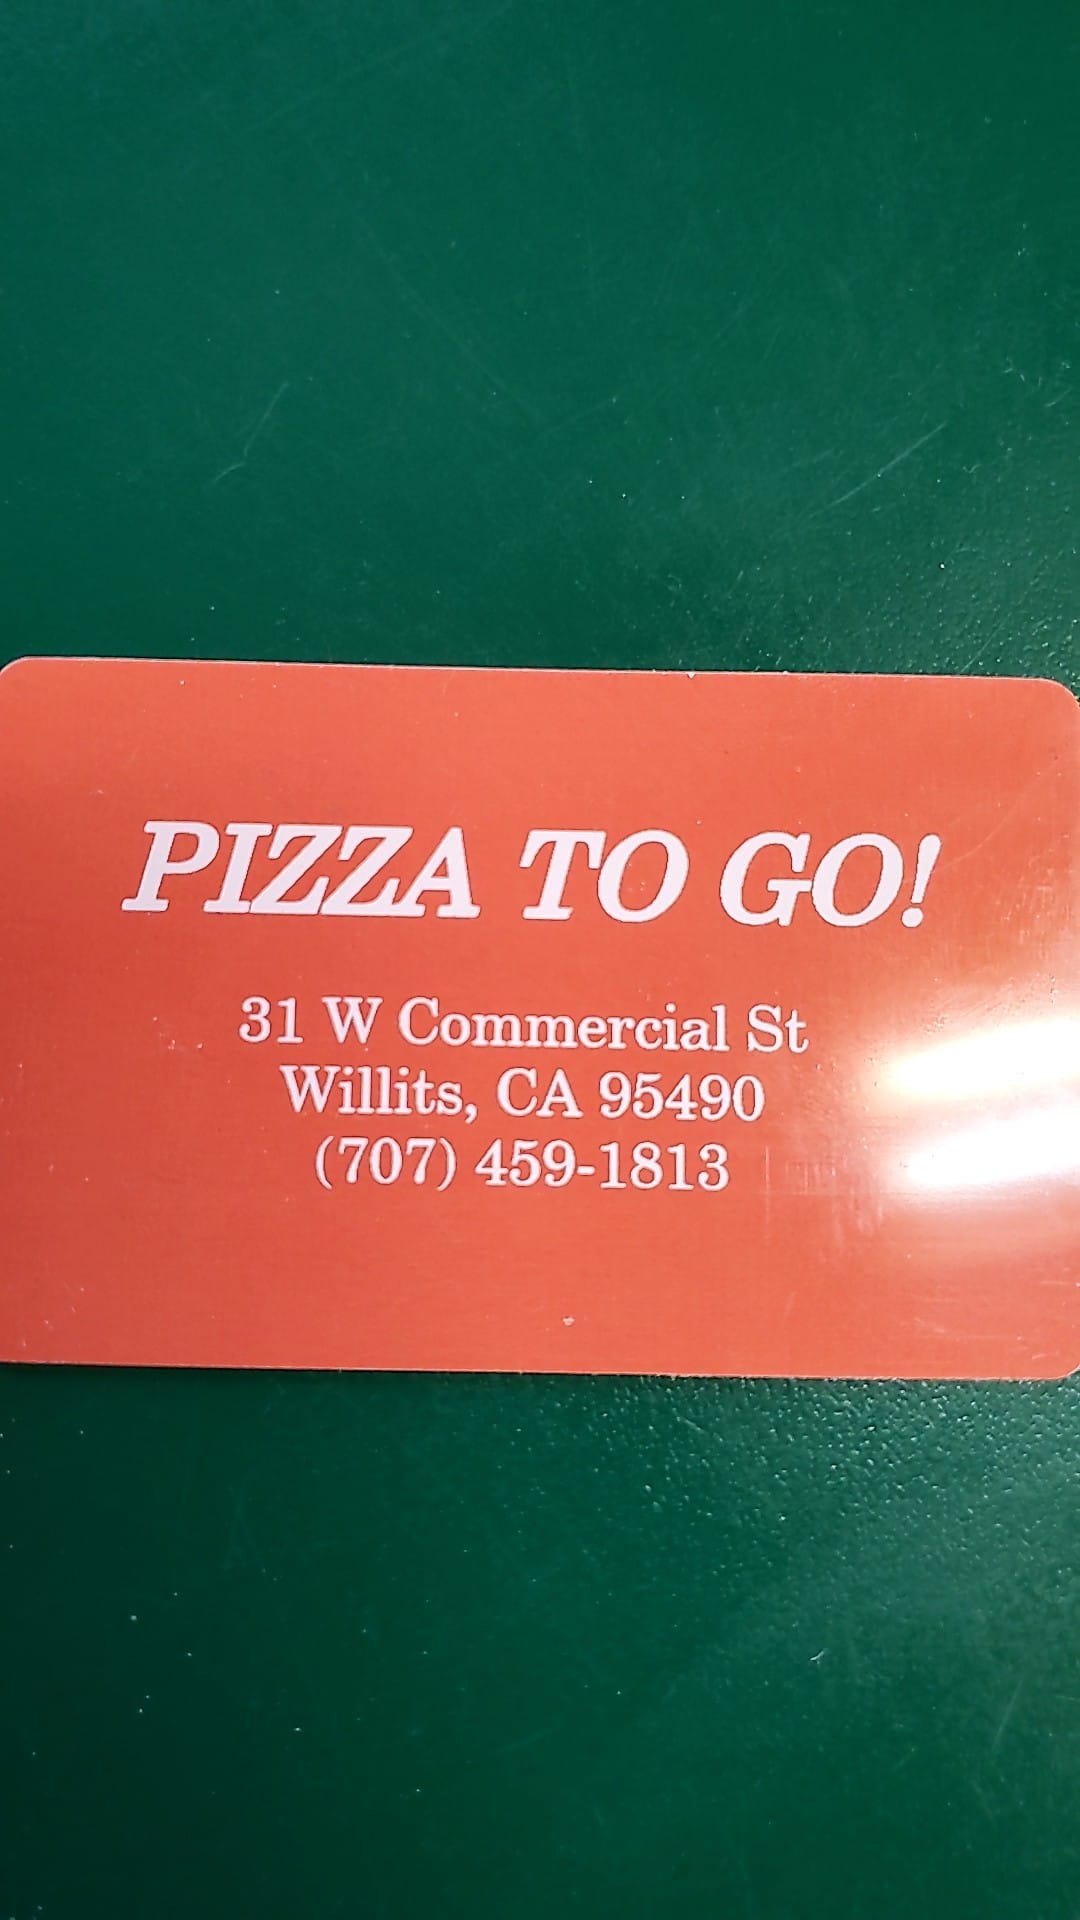 PIZZA TO GO!
31 W Commercial St
Willits, CA 95490
(707) 459-1813